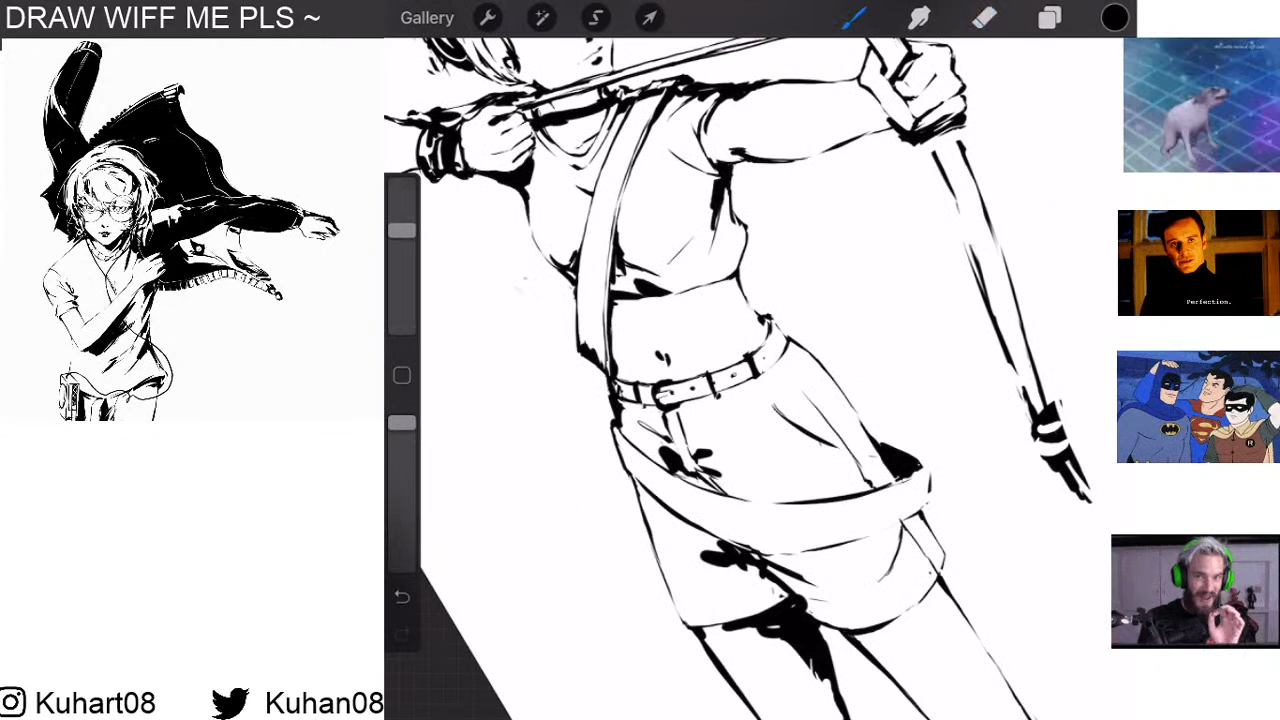 DRAW WIFF ME PLS ~
Gallery
Perfection.
R
Kuhart08
Kuhan08